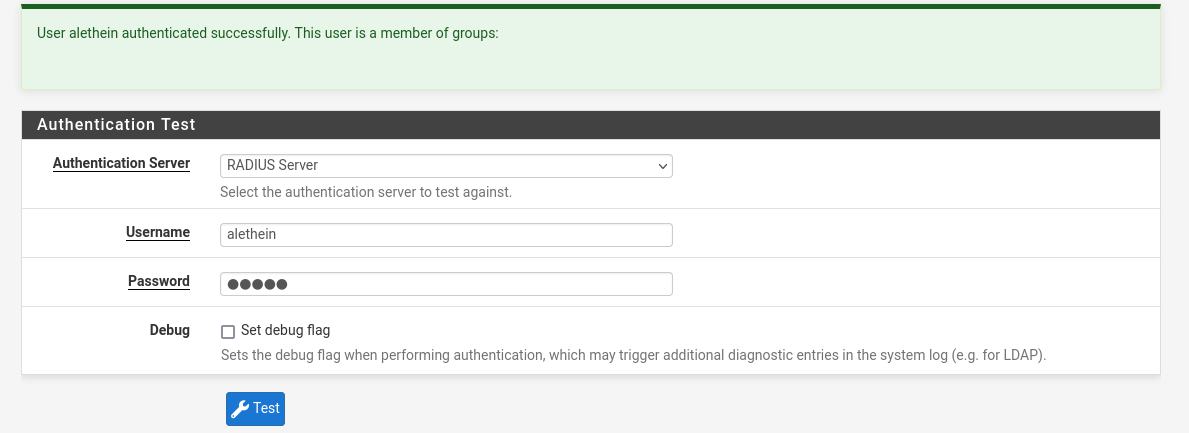 User alethein authenticated successfully. This user is a member of groups:
Authentication Test
Authentication Server
RADIUS Server
Select the authentication server to test against.
Username
alethein
Password
●●●●●
Debug
Set debug flag
Sets the debug flag when performing authentication, which may trigger additional diagnostic entries in the system log (e.g. for LDAP).
Test